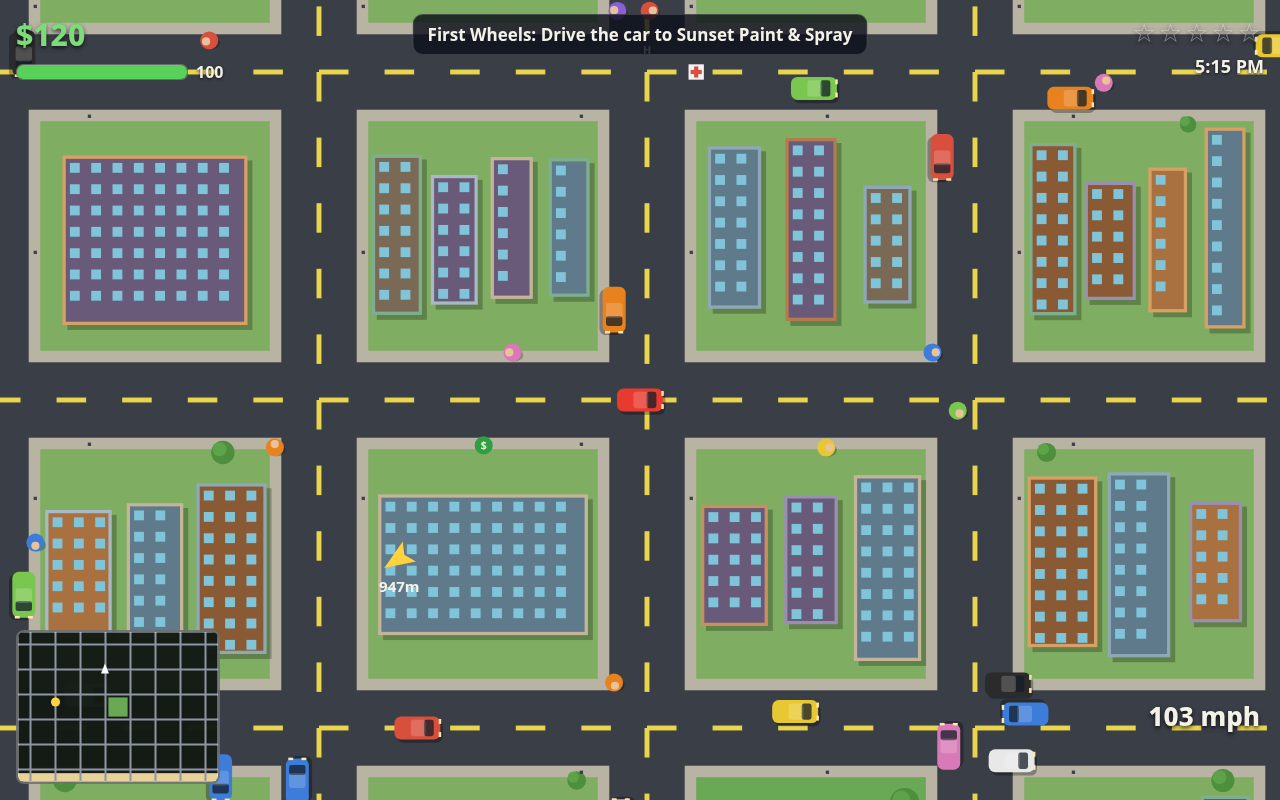 $120
First Wheels: Drive the car to Sunset Paint & Spray
H
100
5:15 PM
$
947m
103 mph